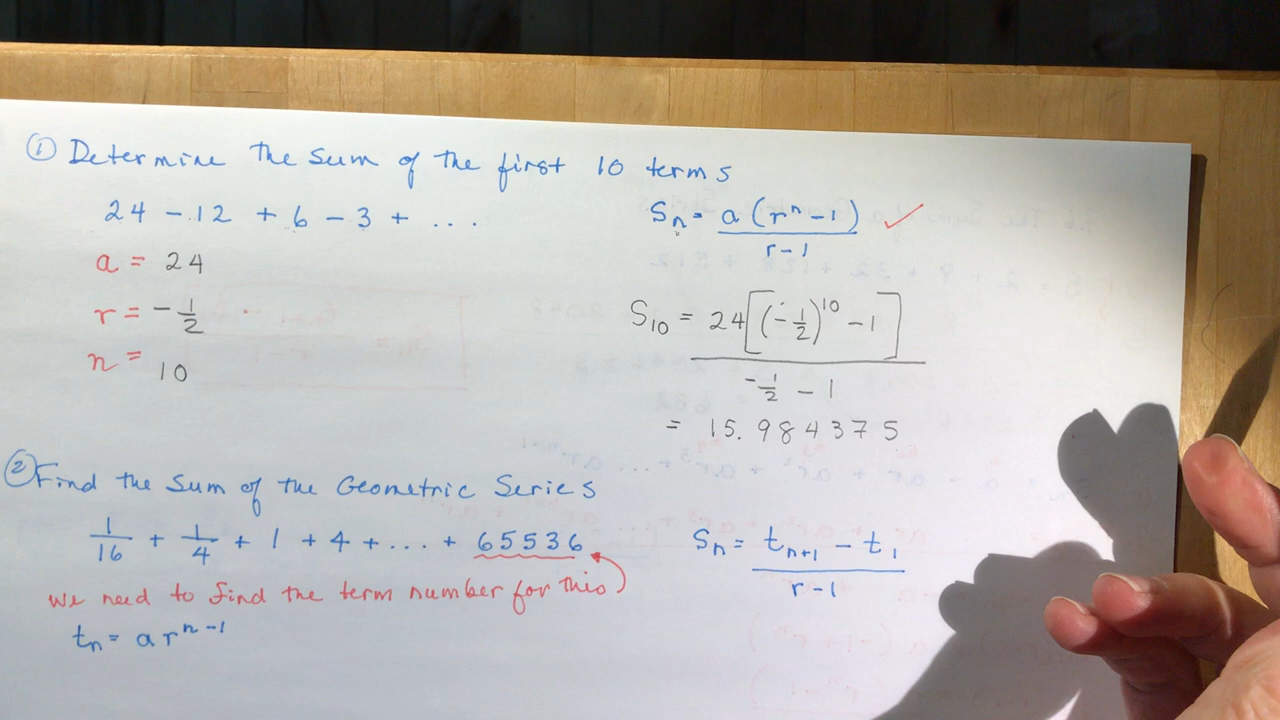 ① Determine the sum of the first 10 terms
24 - 12 + 6 - 3 + ...
a = 24
r = -1/2
n = 10
Sn = a(r^n - 1) / r-1 ✓
S10 = 24[(-1/2)^10 - 1] / -1/2 - 1
= 15.984375
② Find the Sum of the Geometric Series
1/16 + 1/4 + 1 + 4 + ... + 65536
we need to find the term number for this
tn = ar^n-1
Sn = tn+1 - t1 / r-1